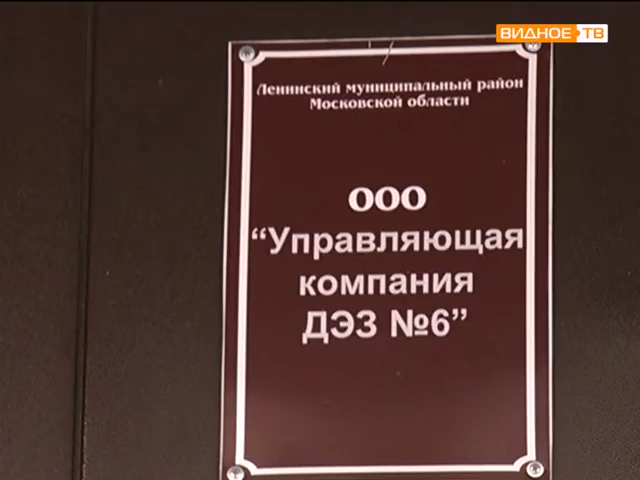 ВИДНОЕ ТВ
Ленинский муниципальный район
Московской области
ООО
“Управляющая
компания
ДЭЗ №6”